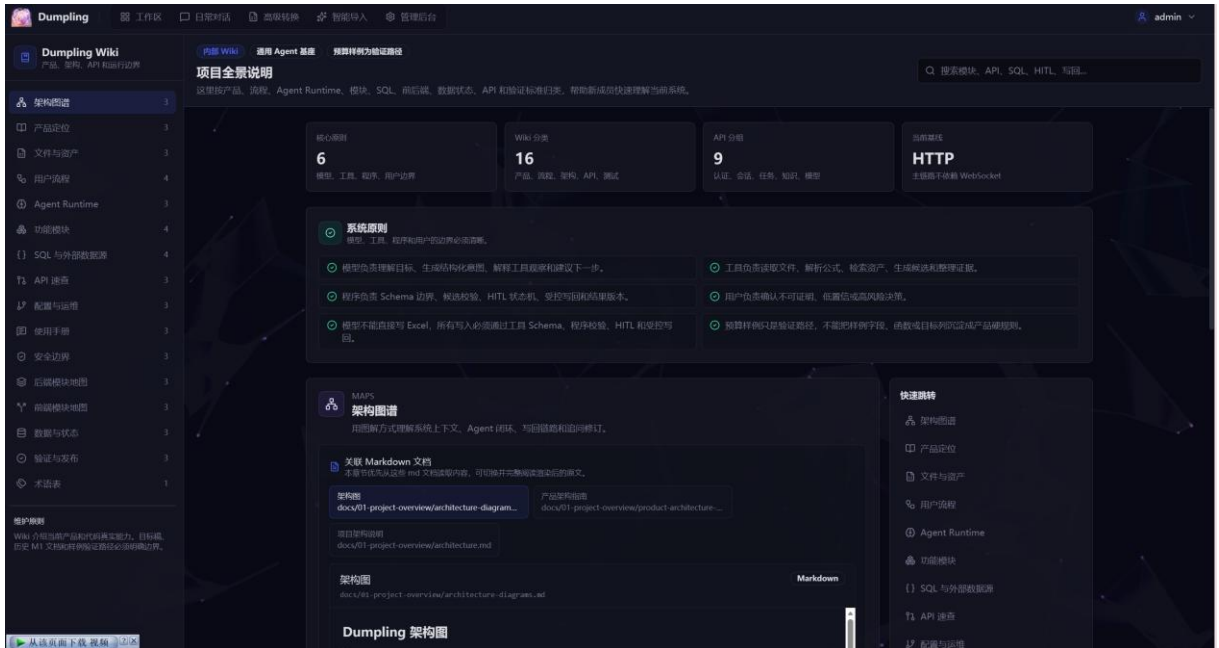 Dumpling
工作区
日常对话
高级转换
智能导入
管理后台
admin
Dumpling Wiki
产品、架构、API 和运行边界
架构图谱 3
产品定位 3
文件与资产 3
用户流程 4
Agent Runtime 3
功能模块 4
SQL 与外部数据源 4
API 速查 3
配置与运维 3
使用手册 3
安全边界 3
后端模块地图 3
前端模块地图 3
数据与状态 3
验证与发布 3
术语表 1
维护原则
Wiki 介绍当前产品和代码真实能力。目标稿、
历史 M1 文档和样例验证路径必须明确边界。
从该页面下载 视频
内部 Wiki
通用 Agent 基座
预算样例为验证路径
项目全景说明
这里按产品、流程、Agent Runtime、模块、SQL、前后端、数据状态、API 和验证标准归类，帮助新成员快速理解当前系统。
搜索模块、API、SQL、HITL、写回...
核心原则
6
模型、工具、程序、用户边界
Wiki 分类
16
产品、流程、架构、API、测试
API 分组
9
认证、会话、任务、知识、模型
当前基线
HTTP
主链路不依赖 WebSocket
系统原则
模型、工具、程序和用户的边界必须清晰。
模型负责理解目标、生成结构化意图、解释工具观察和建议下一步。
工具负责读取文件、解析公式、检索资产、生成候选和整理证据。
程序负责 Schema 边界、候选校验、HITL 状态机、受控写回和结果版本。
用户负责确认不可证明、低置信或高风险决策。
模型不能直接写 Excel，所有写入必须通过工具 Schema、程序校验、HITL 和受控写
回。
预算样例只是验证路径，不能把样例字段、函数或目标列沉淀成产品硬规则。
MAPS
架构图谱
用图解方式理解系统上下文、Agent 闭环、写回链路和追问修订。
关联 Markdown 文档
本章节优先从这些 md 文档读取内容，可切换并完整阅读渲染后的原文。
架构图
docs/01-project-overview/architecture-diagram...
产品架构指南
docs/01-project-overview/product-architecture-...
项目架构说明
docs/01-project-overview/architecture.md
架构图
docs/01-project-overview/architecture-diagrams.md
Markdown
Dumpling 架构图
快速跳转
架构图谱
产品定位
文件与资产
用户流程
Agent Runtime
功能模块
SQL 与外部数据源
API 速查
配置与运维